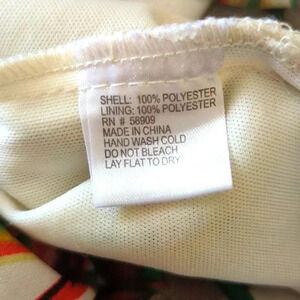 SHELL: 100% POLYESTER
LINING: 100% POLYESTER
RN # 58909
MADE IN CHINA
HAND WASH COLD
DO NOT BLEACH
LAY FLAT TO DRY